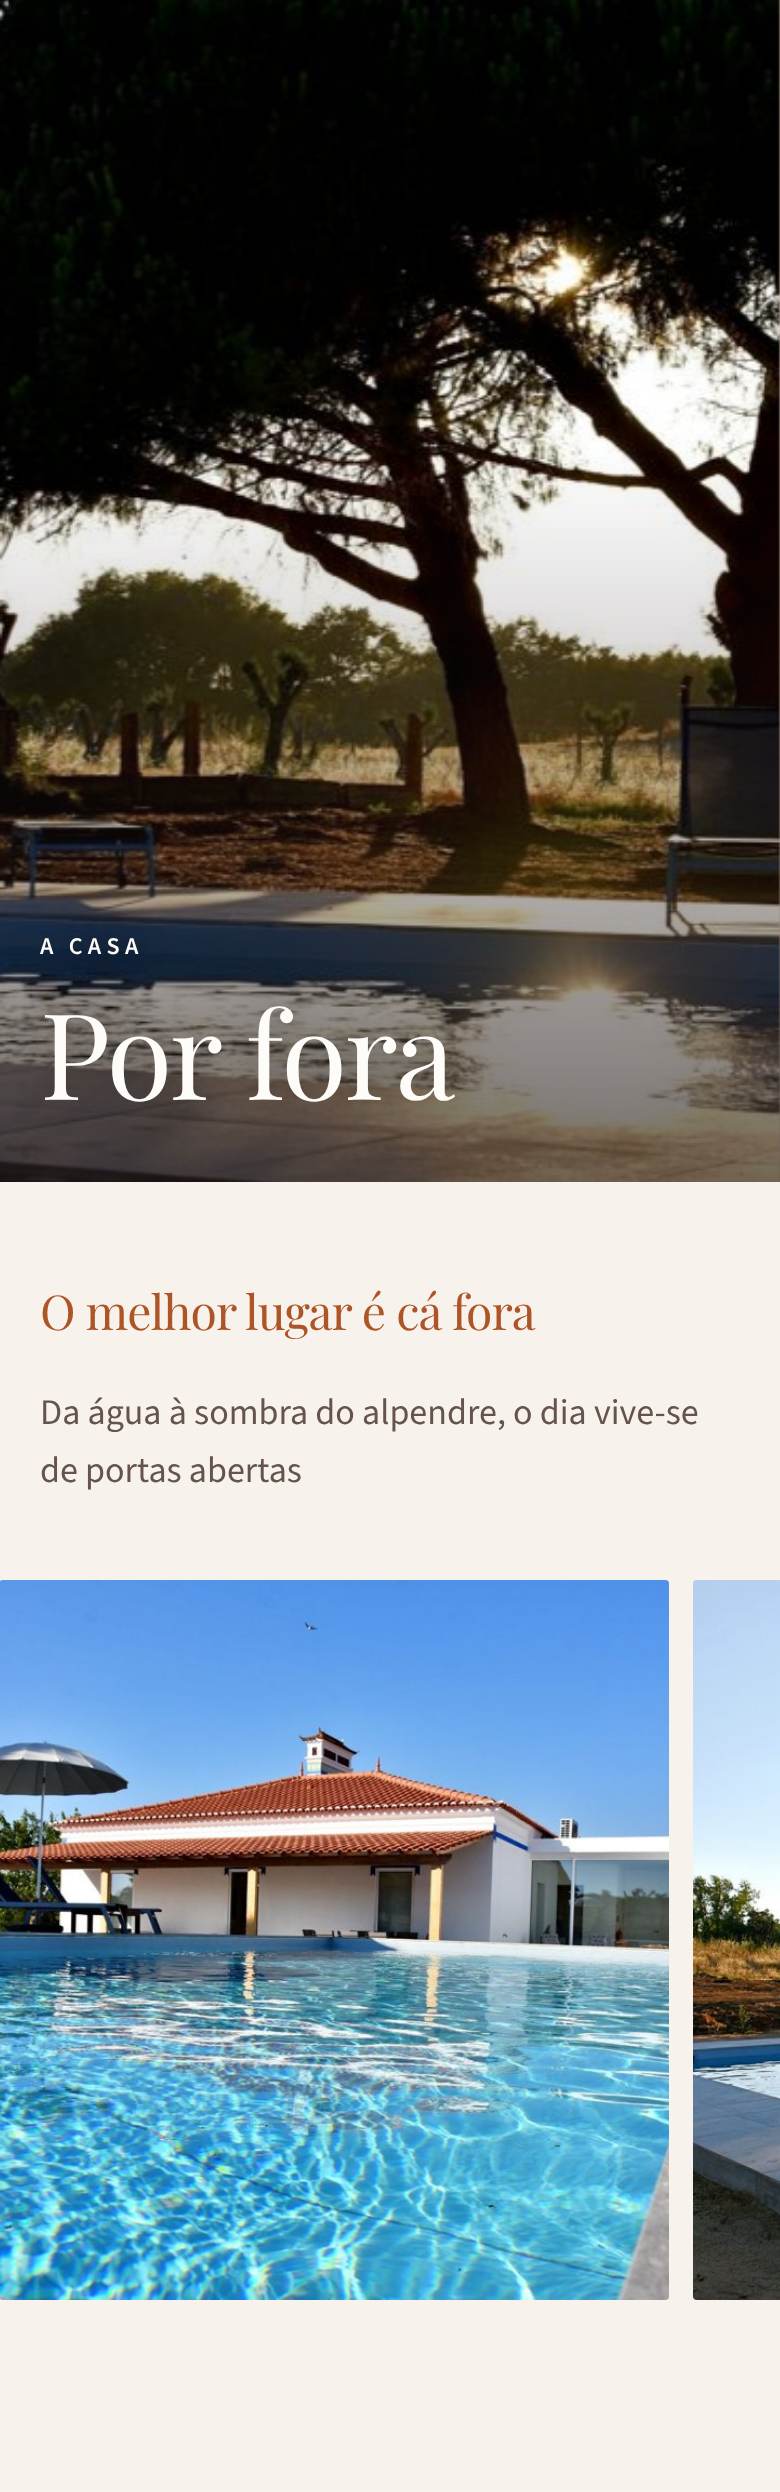 A CASA
Por fora
O melhor lugar é cá fora
Da água à sombra do alpendre, o dia vive-se
de portas abertas